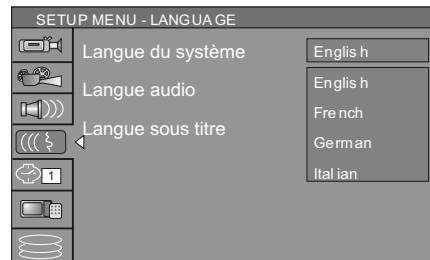 SETUP MENU - LANGUAGE
Langue du système
English
Langue audio
English
French
Langue sous titre
German
1
Italian